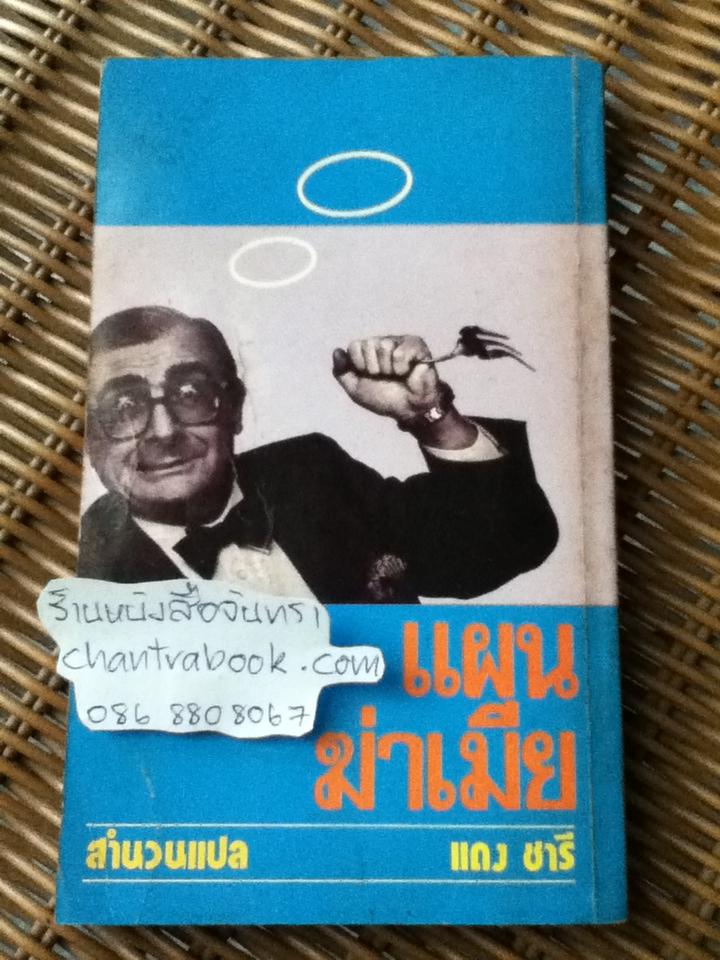 ร้านหนังสือจันทรา
chantrabook.com
086 8808067
แผน
ฆ่าเมีย
สำนวนแปล แดง ชารี